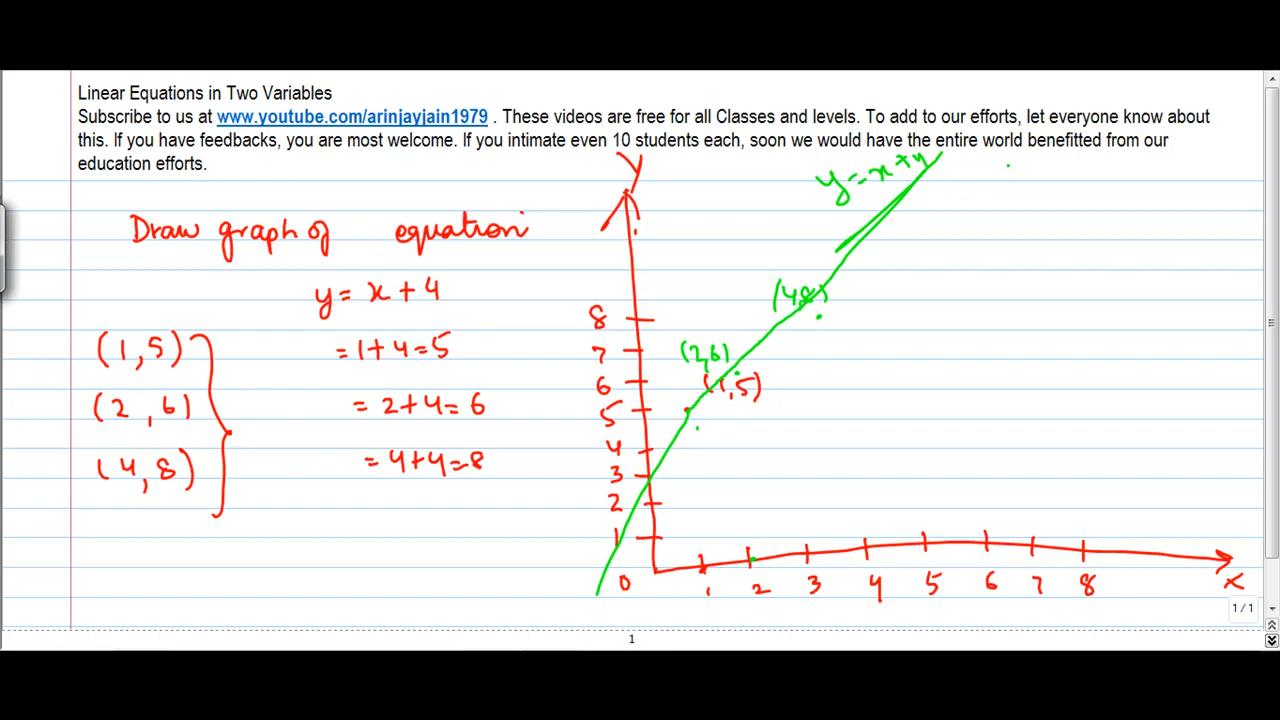 Linear Equations in Two Variables
Subscribe to us at www.youtube.com/arinjayjain1979 . These videos are free for all Classes and levels. To add to our efforts, let everyone know about
this. If you have feedbacks, you are most welcome. If you intimate even 10 students each, soon we would have the entire world benefitted from our
education efforts.
Draw graph of equation
y = x + 4
(1, 5) = 1 + 4 = 5
(2, 6) = 2 + 4 = 6
(4, 8) = 4 + 4 = 8
y
y = x + 4
(4,8)
8
7
(2,6)
6
(1,5)
5
4
3
2
1
0 1 2 3 4 5 6 7 8 x
1 / 1
1